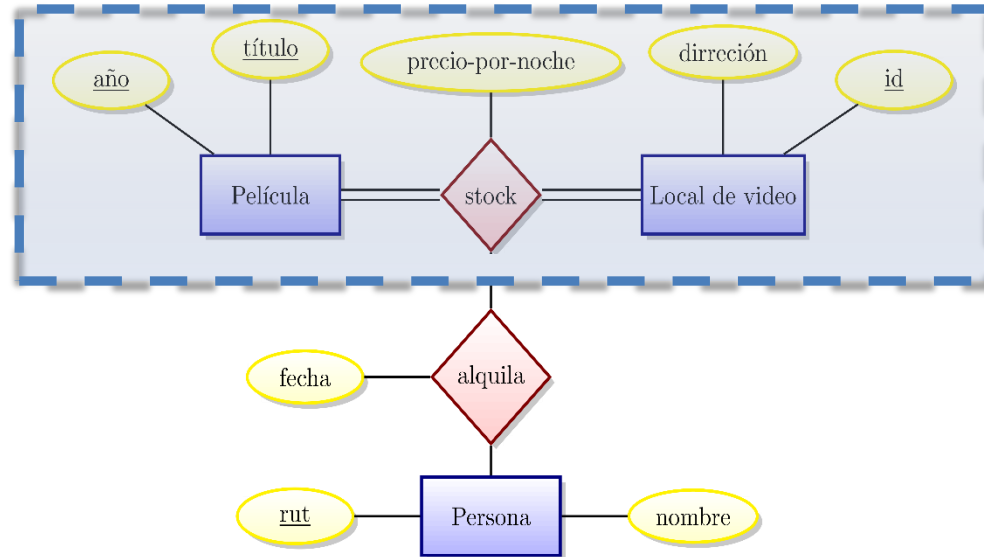 título
año
precio-por-noche
dirreción
id
Película
stock
Local de video
fecha
alquila
rut
Persona
nombre